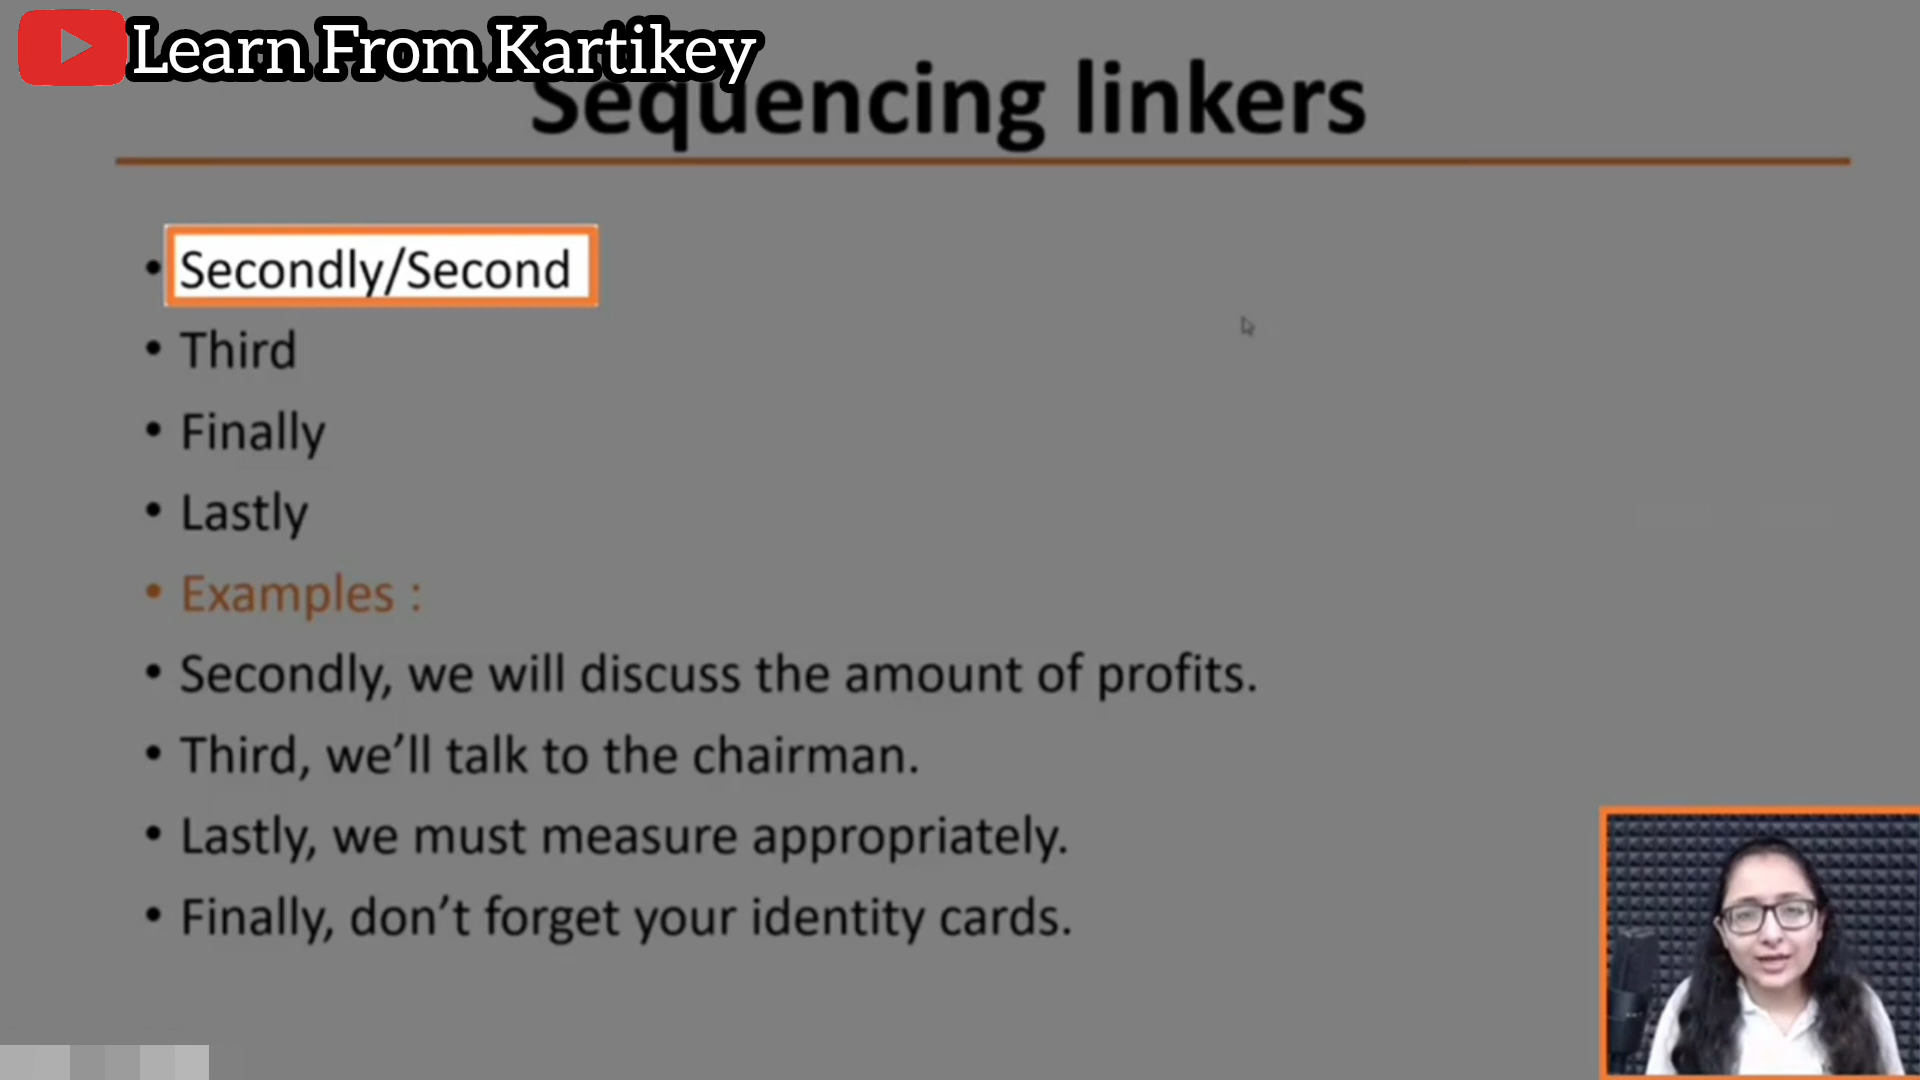 Learn From Kartikey
Sequencing linkers
• Secondly/Second
• Third
• Finally
• Lastly
• Examples :
• Secondly, we will discuss the amount of profits.
• Third, we’ll talk to the chairman.
• Lastly, we must measure appropriately.
• Finally, don’t forget your identity cards.